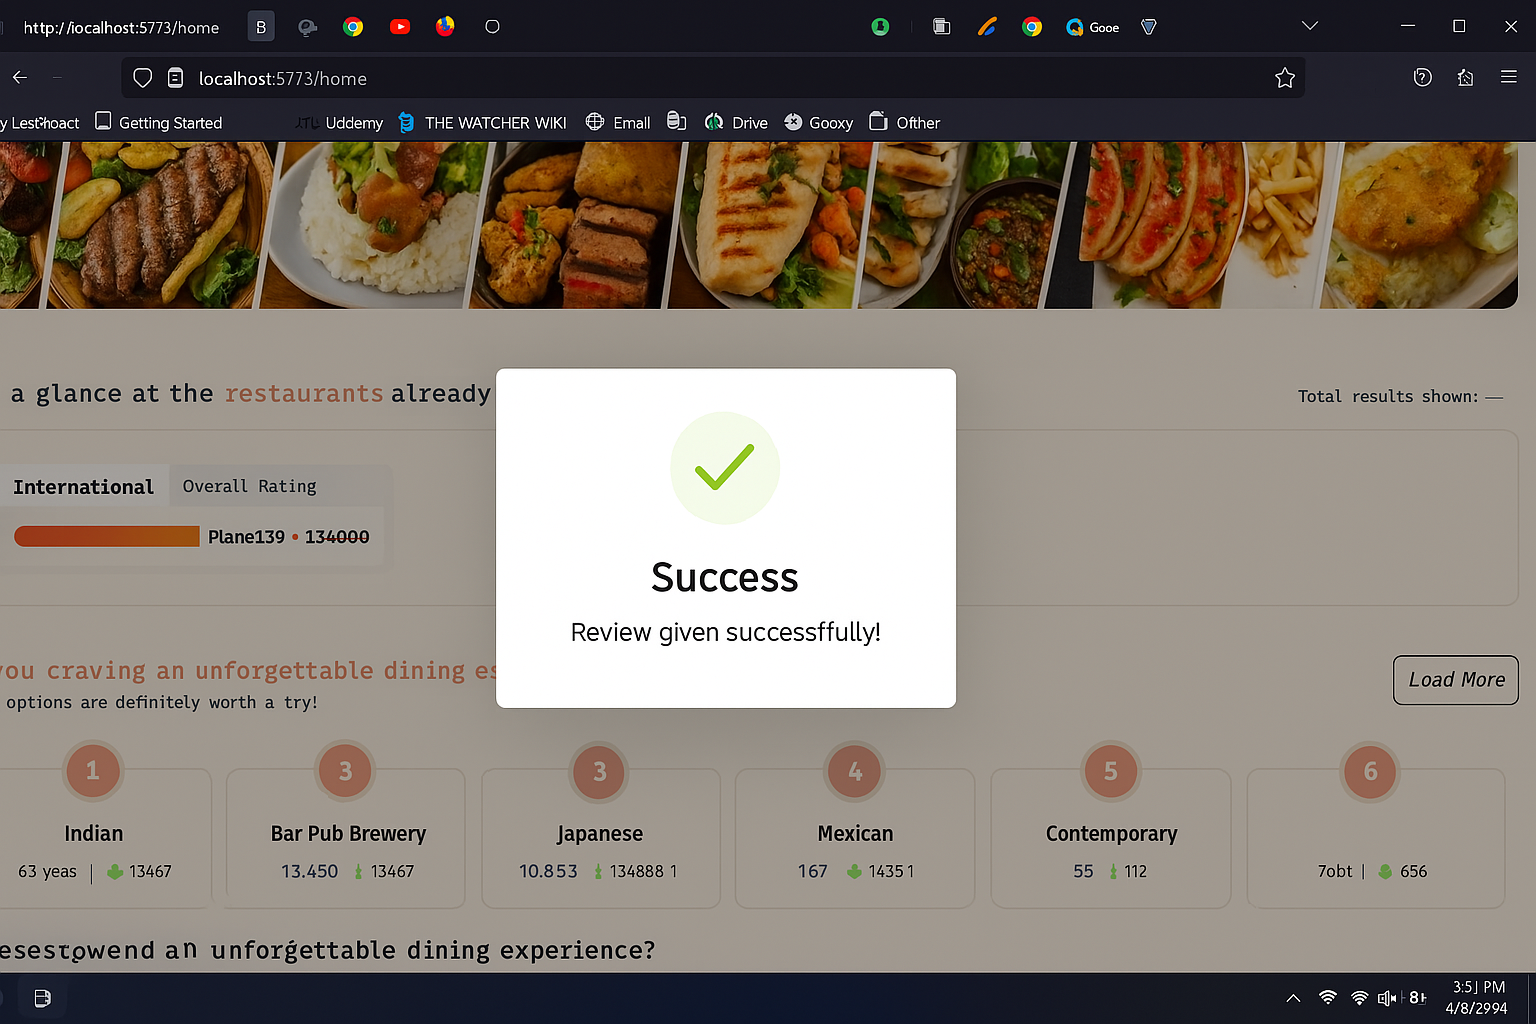 http://iocalhost:5773/home
B
Gooe
localhost:5773/home
y Lesthoact
Getting Started
Uddemy
THE WATCHER WIKI
Emall
Drive
Gooxy
Ofther
a glance at the restaurants already
Total results shown: —
International
Overall Rating
Plane139 • 134000
Success
Review given successffully!
you craving an unforgettable dining es
options are definitely worth a try!
Load More
1
Indian
63 yeas | 13467
3
Bar Pub Brewery
13.450 13467
3
Japanese
10.853 134888 1
4
Mexican
167 14351
5
Contemporary
55 112
6
7obt | 656
an unforgettable dining experience?
3:5J PM
4/8/2994